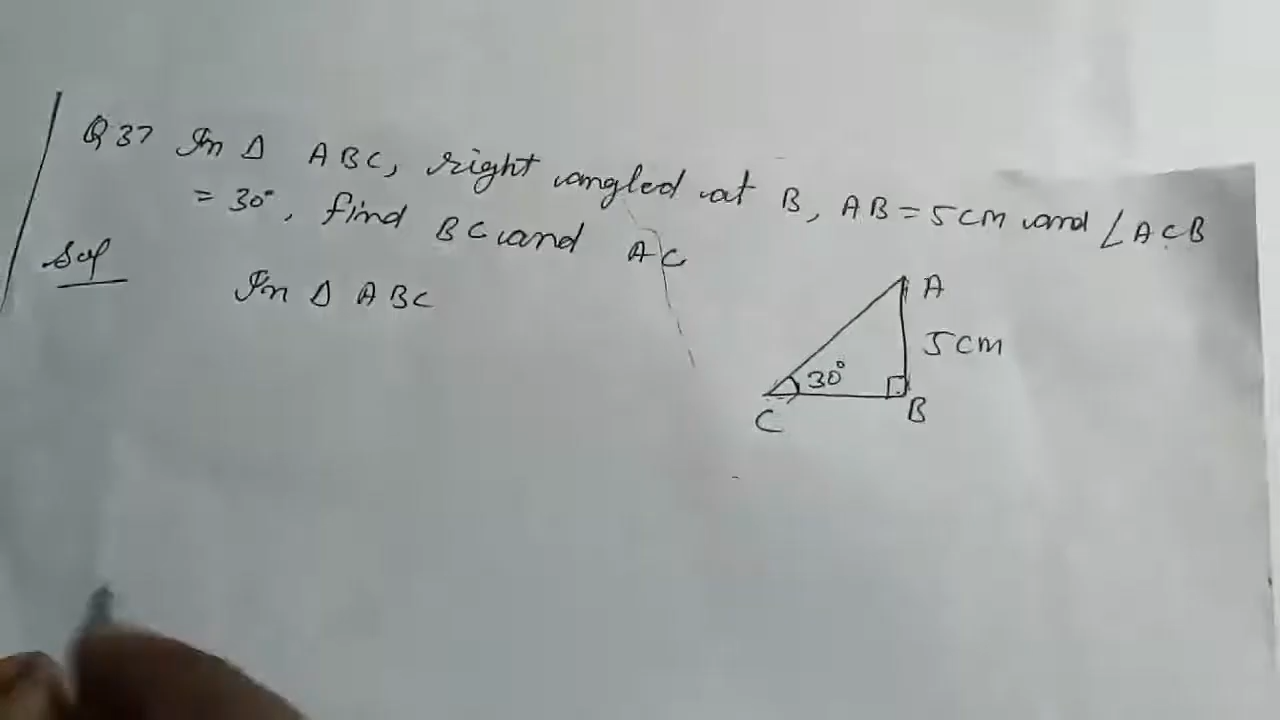 Q 37 In Δ ABC, right angled at B, AB = 5 cm and ∠ACB
= 30°, find BC and AC
Sol
In Δ ABC
A
5 cm
30°
C
B